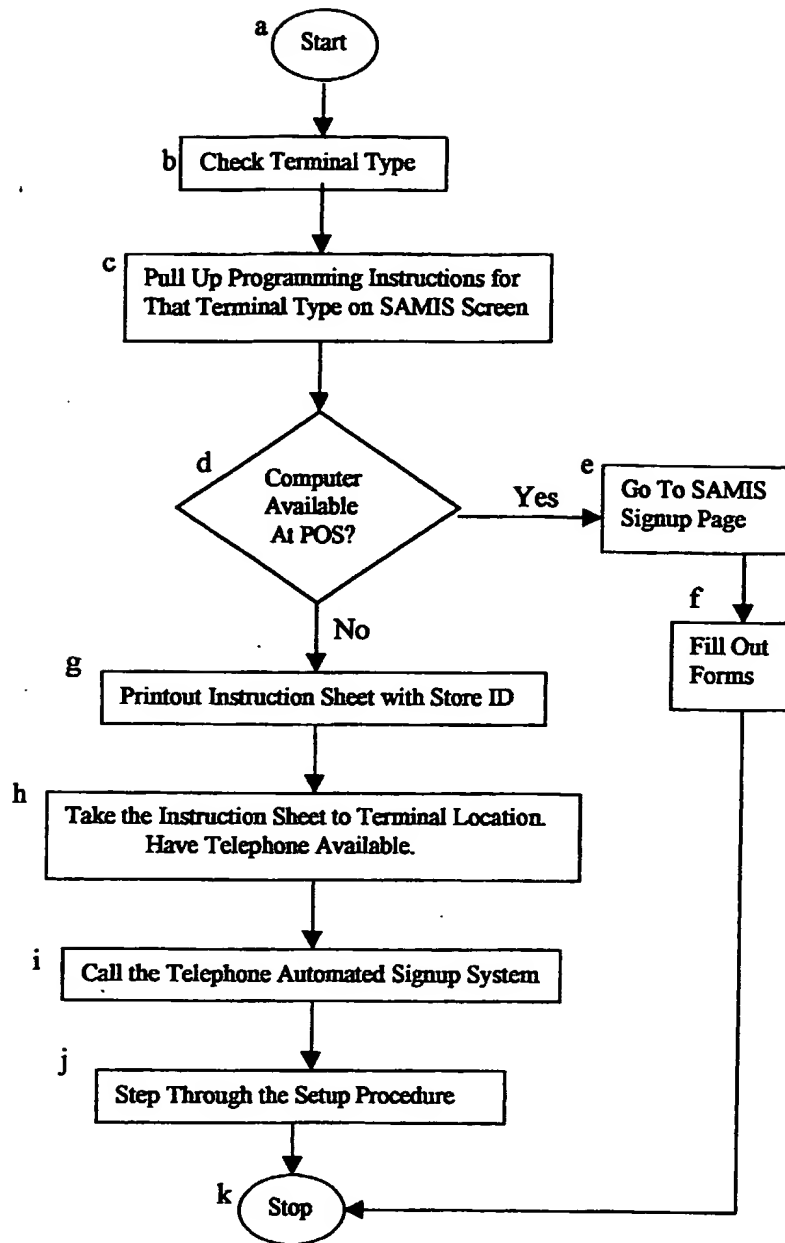 a
Start
b
Check Terminal Type
c
Pull Up Programming Instructions for
That Terminal Type on SAMIS Screen
d
Computer
Available
At POS?
Yes
e
Go To SAMIS
Signup Page
f
Fill Out
Forms
No
g
Printout Instruction Sheet with Store ID
h
Take the Instruction Sheet to Terminal Location.
Have Telephone Available.
i
Call the Telephone Automated Signup System
j
Step Through the Setup Procedure
k
Stop